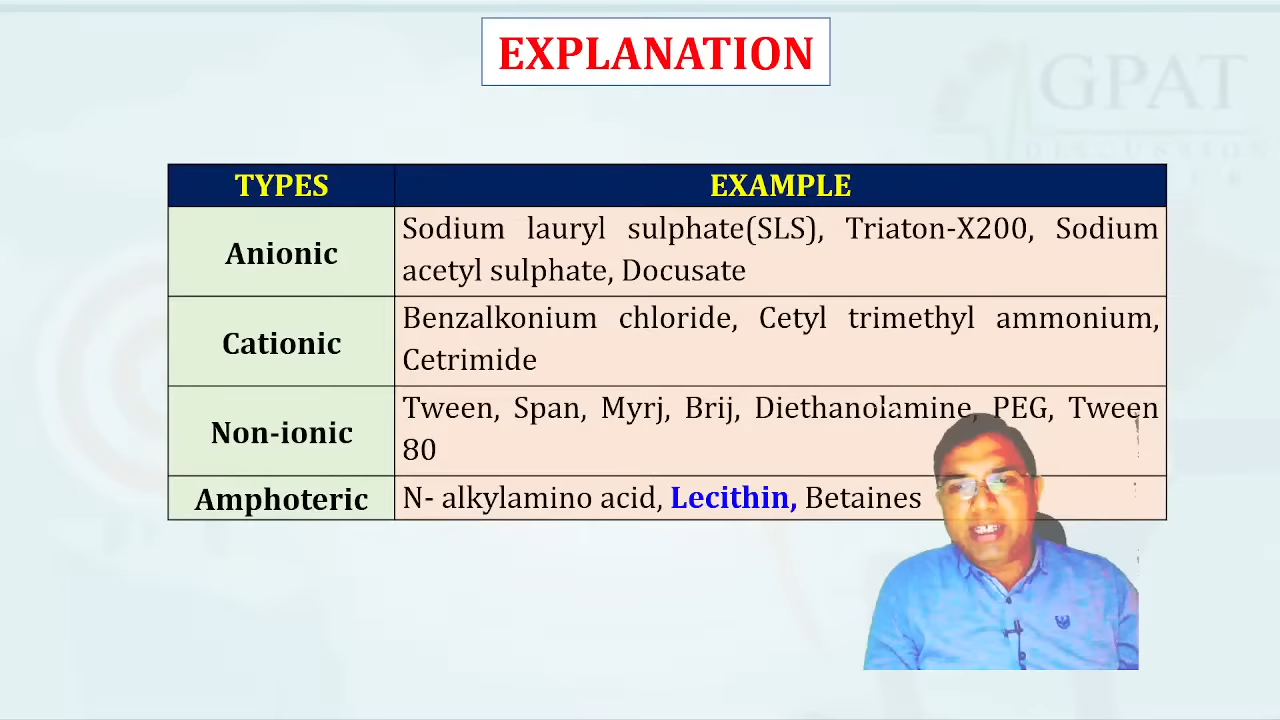 EXPLANATION
GPAT
DISCUSSION
TYPES EXAMPLE
Anionic Sodium lauryl sulphate(SLS), Triaton-X200, Sodium
acetyl sulphate, Docusate
Cationic Benzalkonium chloride, Cetyl trimethyl ammonium,
Cetrimide
Non-ionic Tween, Span, Myrj, Brij, Diethanolamine, PEG, Tween
80
Amphoteric N- alkylamino acid, Lecithin, Betaines